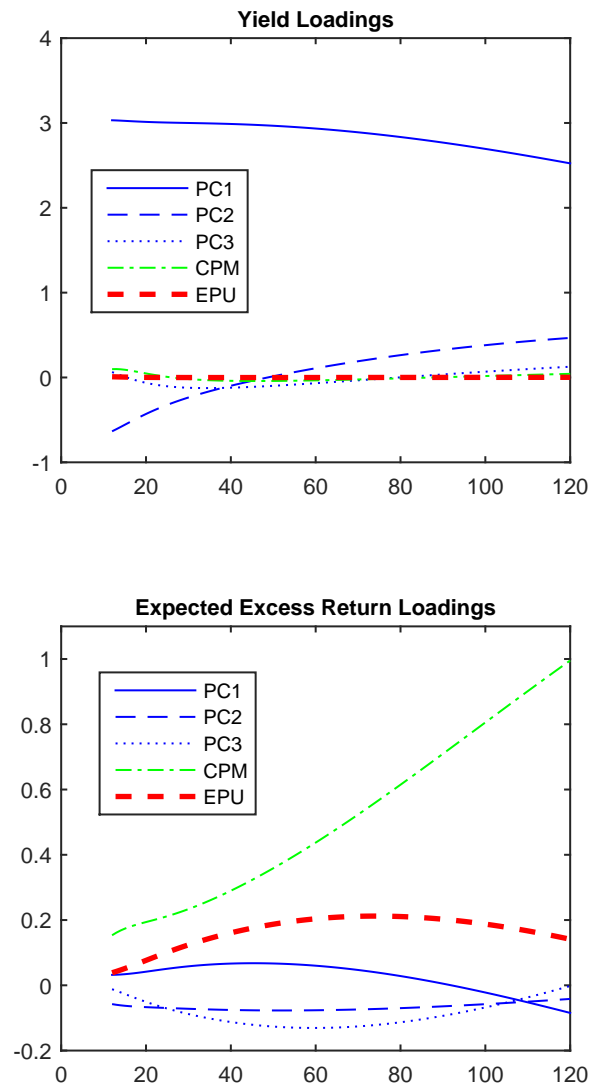 Yield Loadings
4
3
2
1
0
-1
PC1
PC2
PC3
CPM
EPU
0 20 40 60 80 100 120
Expected Excess Return Loadings
1
0.8
0.6
0.4
0.2
0
-0.2
PC1
PC2
PC3
CPM
EPU
0 20 40 60 80 100 120